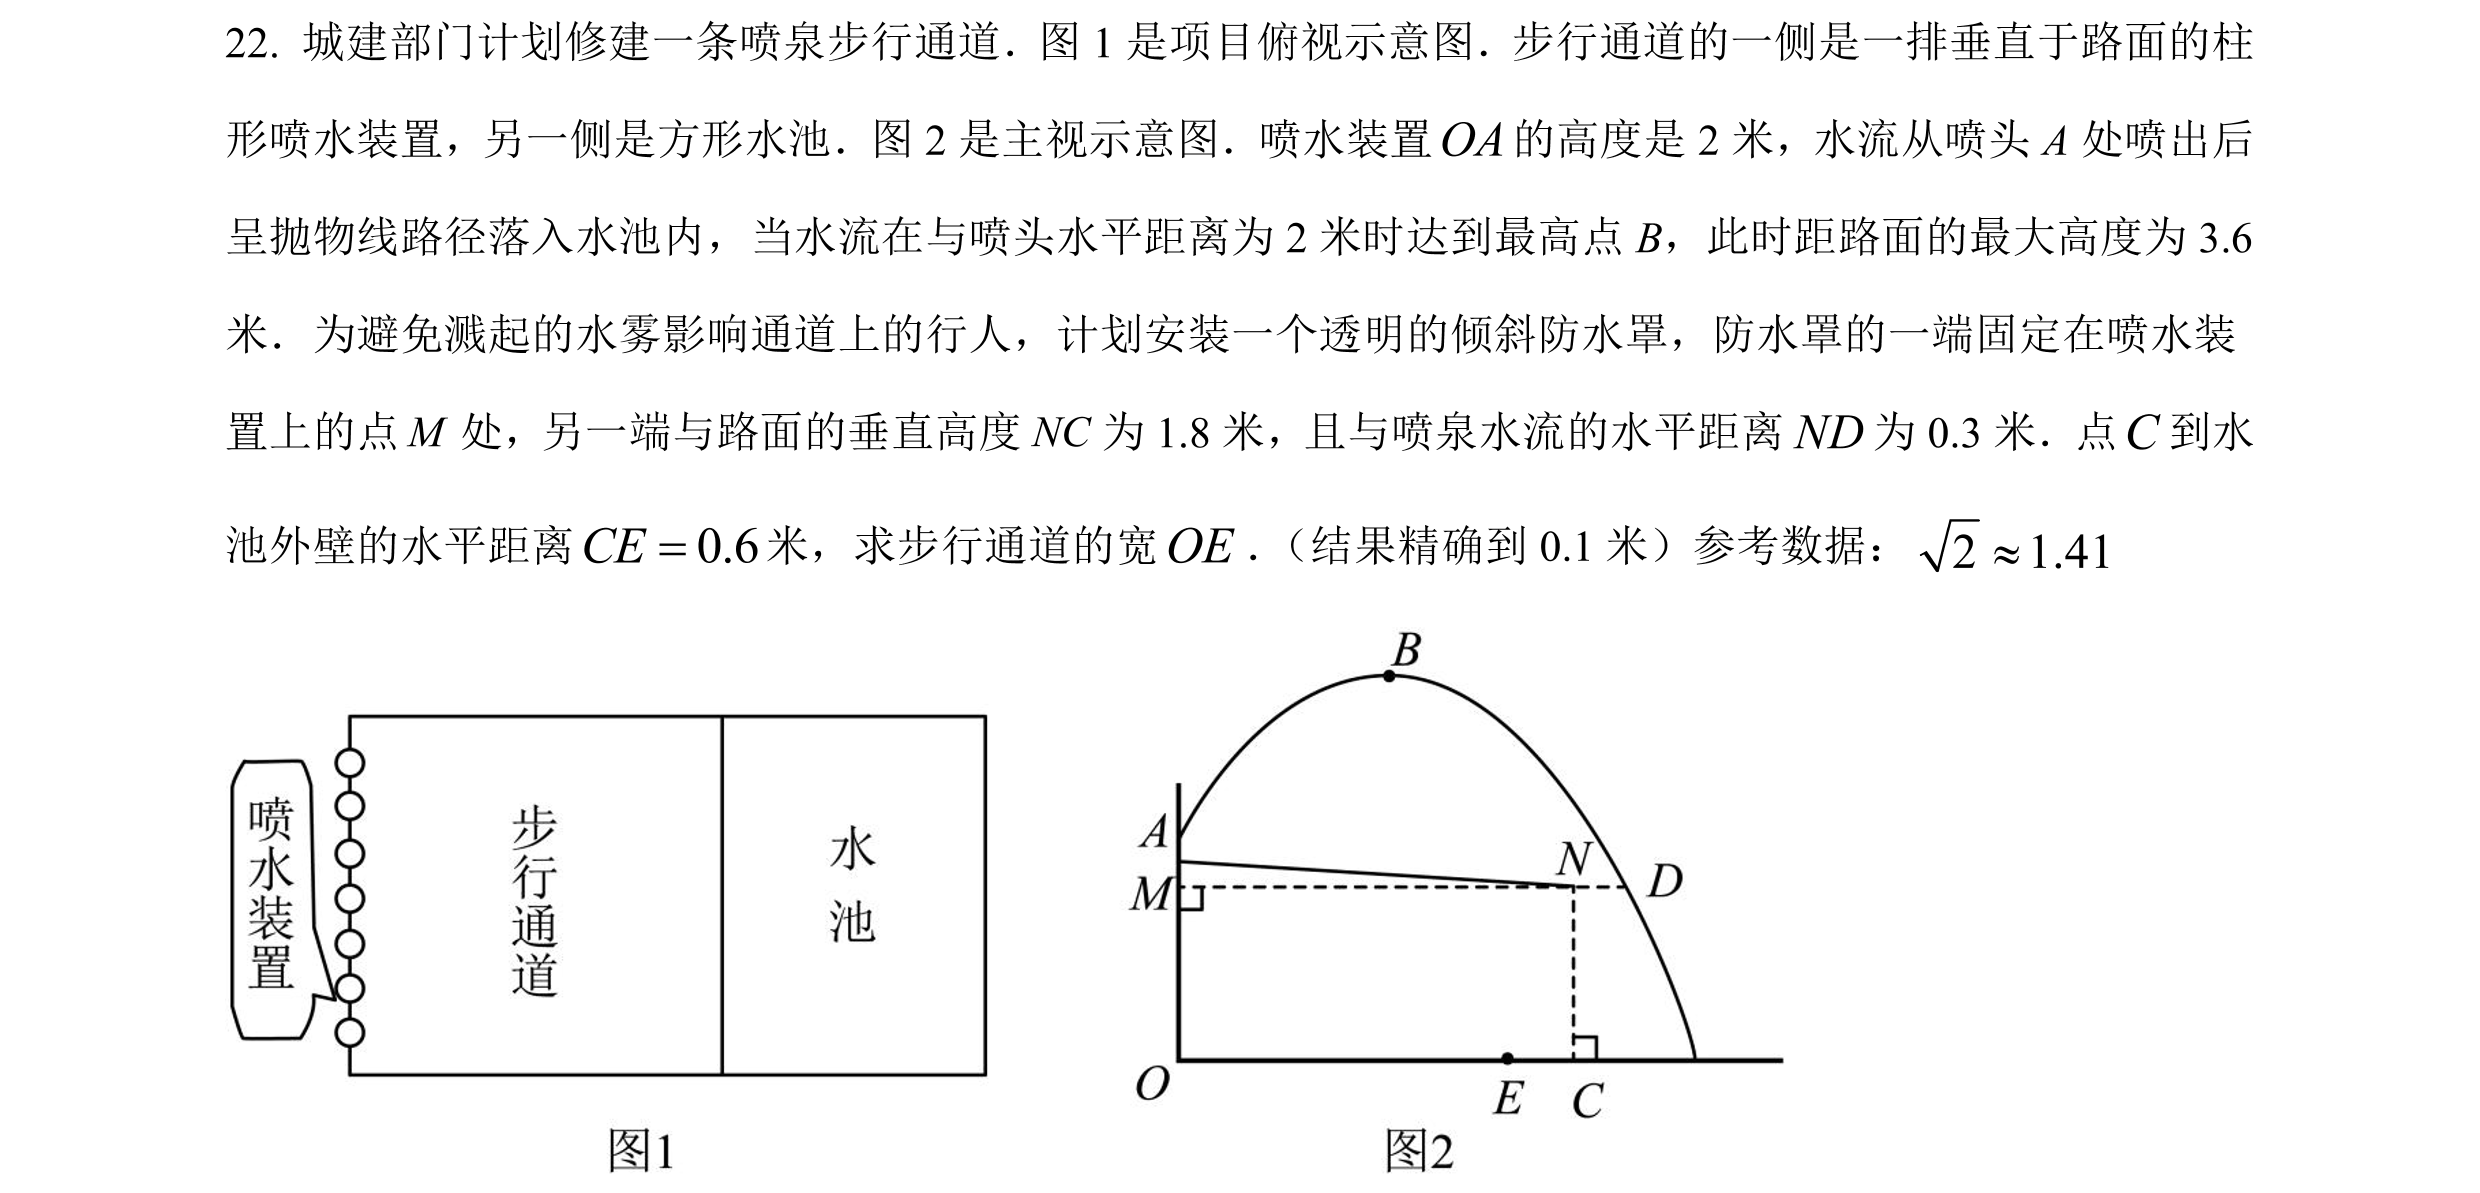 22. 城建部门计划修建一条喷泉步行通道．图 1 是项目俯视示意图．步行通道的一侧是一排垂直于路面的柱
形喷水装置，另一侧是方形水池．图 2 是主视示意图．喷水装置 OA 的高度是 2 米，水流从喷头 A 处喷出后
呈抛物线路径落入水池内，当水流在与喷头水平距离为 2 米时达到最高点 B，此时距路面的最大高度为 3.6
米．为避免溅起的水雾影响通道上的行人，计划安装一个透明的倾斜防水罩，防水罩的一端固定在喷水装
置上的点 M 处，另一端与路面的垂直高度 NC 为 1.8 米，且与喷泉水流的水平距离 ND 为 0.3 米．点 C 到水
池外壁的水平距离 CE = 0.6 米，求步行通道的宽 OE．（结果精确到 0.1 米）参考数据：√2 ≈ 1.41
喷水装置
步行通道
水池
图1
B
A
N
D
M
O
E
C
图2